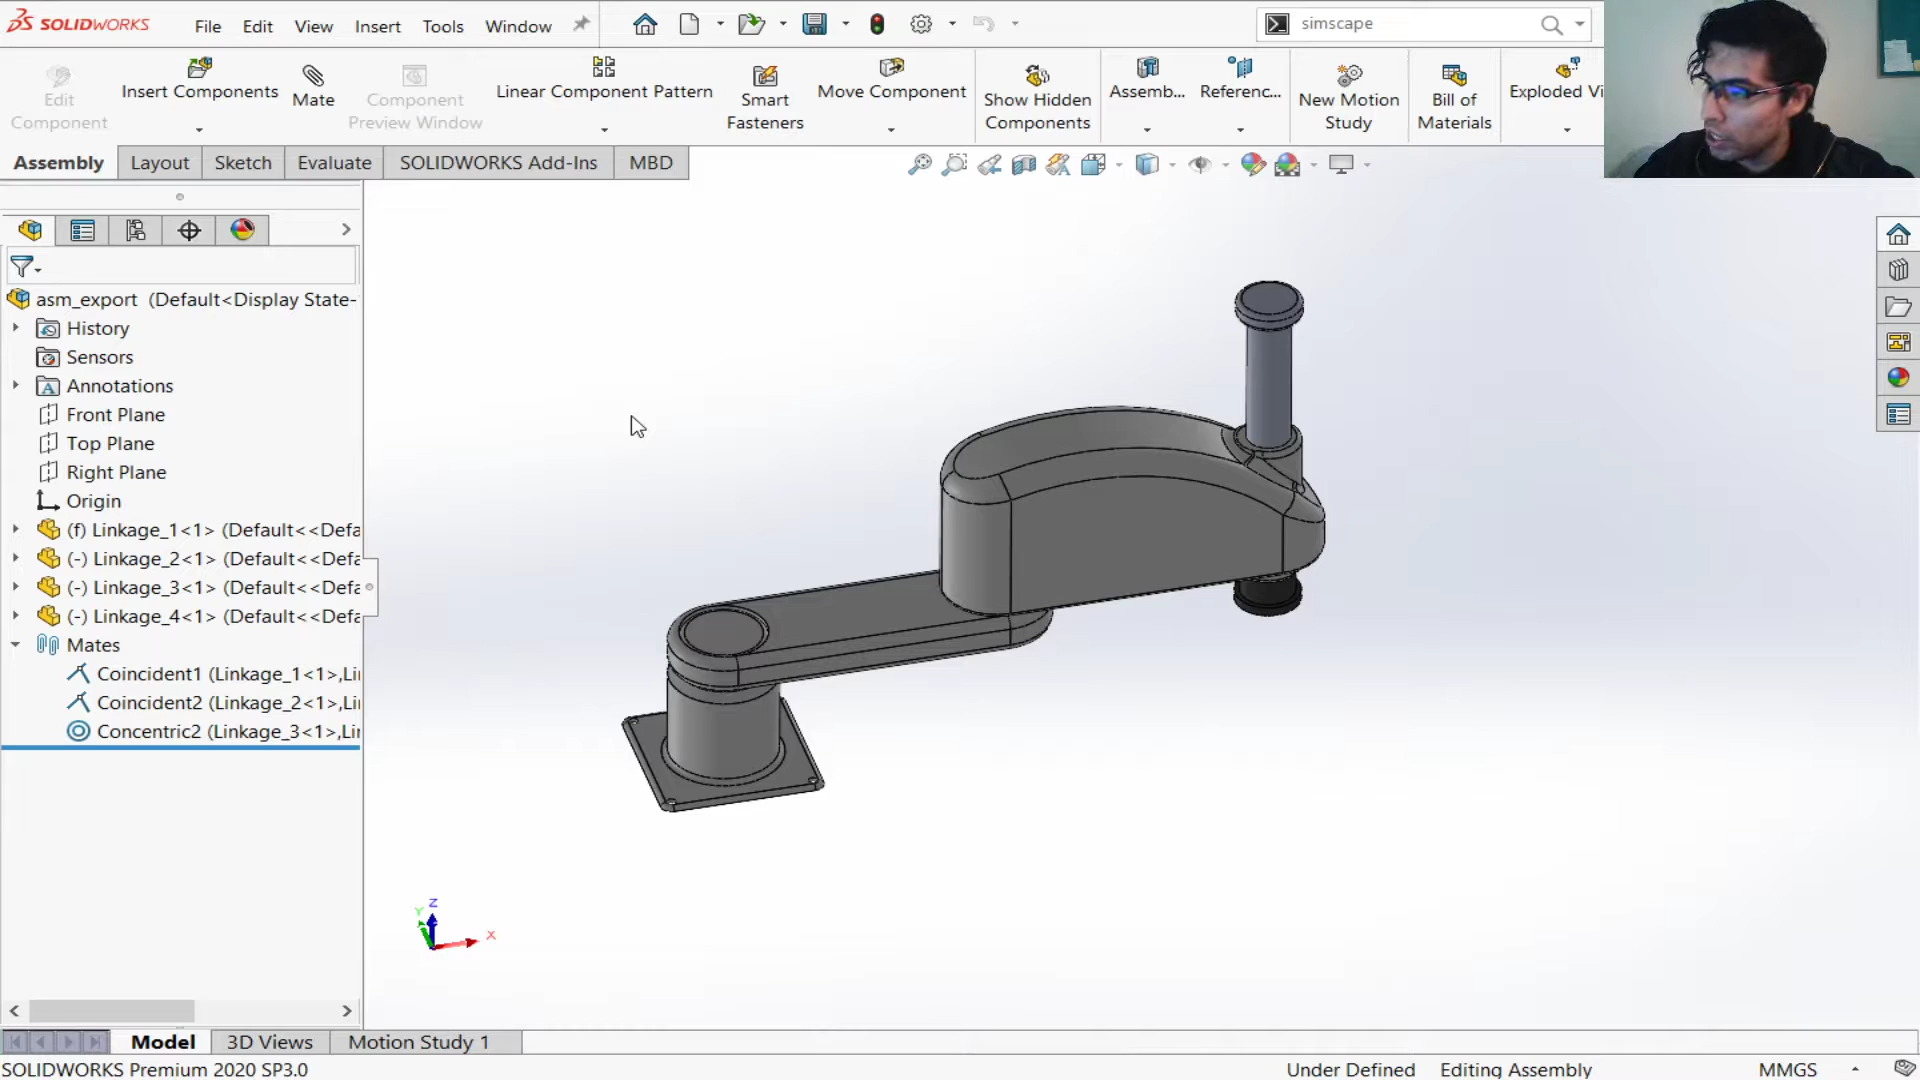 SOLIDWORKS File Edit View Insert Tools Window simscape
Edit Component
Insert Components
Mate
Component Preview Window
Linear Component Pattern
Smart Fasteners
Move Component
Show Hidden Components
Assemb...
Referenc...
New Motion Study
Bill of Materials
Exploded Vi
Assembly Layout Sketch Evaluate SOLIDWORKS Add-Ins MBD
asm_export (Default<Display State-
History
Sensors
Annotations
Front Plane
Top Plane
Right Plane
Origin
(f) Linkage_1<1> (Default<<Defa
(-) Linkage_2<1> (Default<<Defa
(-) Linkage_3<1> (Default<<Defa
(-) Linkage_4<1> (Default<<Defa
Mates
Coincident1 (Linkage_1<1>,Li
Coincident2 (Linkage_2<1>,Li
Concentric2 (Linkage_3<1>,Li
Z
Y
X
Model 3D Views Motion Study 1
SOLIDWORKS Premium 2020 SP3.0 Under Defined Editing Assembly MMGS